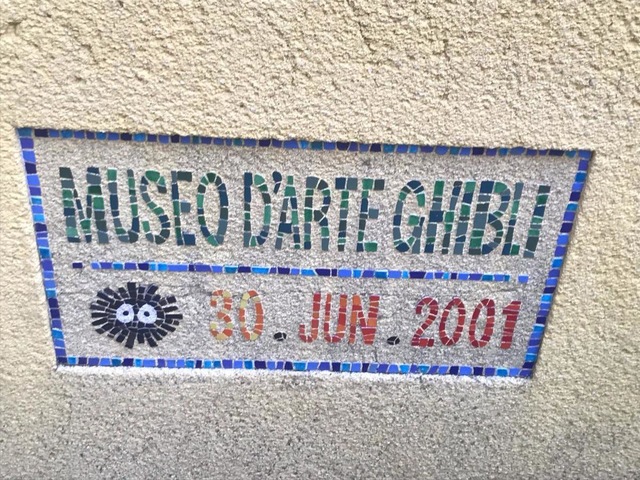 MUSEO D'ARTE GHIBLI
30. JUN. 2001